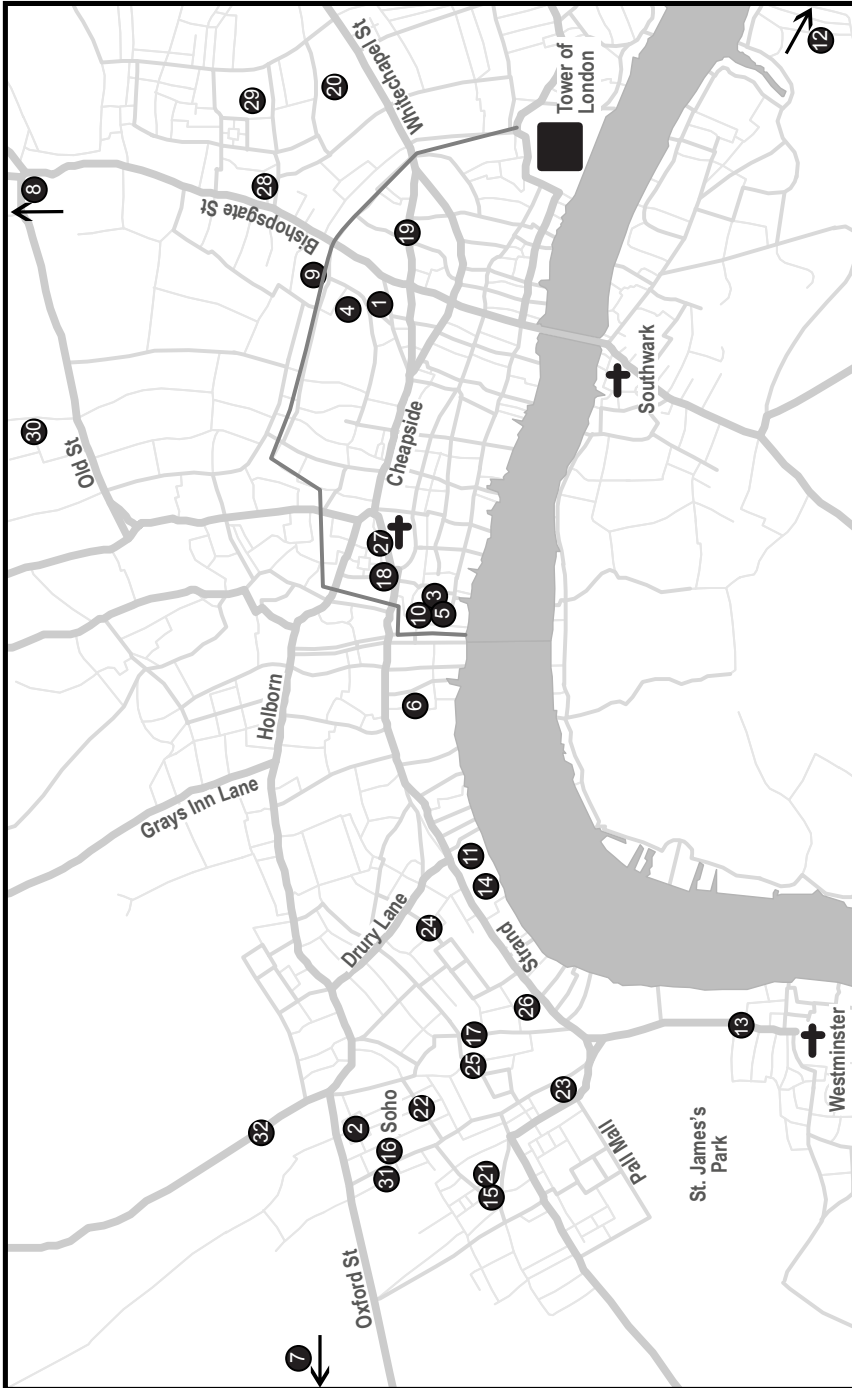 30
8
Old St
Grays Inn Lane
Bishopsgate St
29
32
28
Holborn
7
9
20
4
2
Oxford St
Drury Lane
Whitechapel St
18
27
1
31
16
Soho
Cheapside
19
22
24
6
10
3
5
25
17
11
15
21
14
Strand
26
23
Tower of
London
Pall Mall
Southwark
St. James's
Park
13
12
Westminster